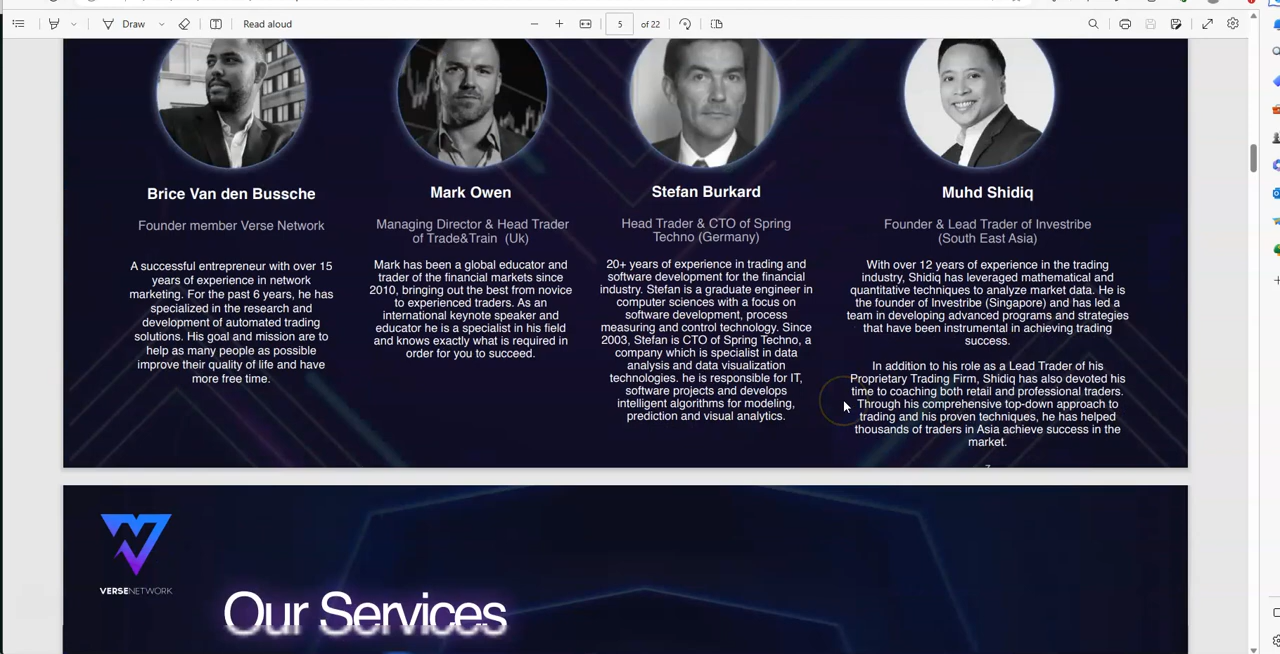 Draw
Read aloud
5
of 22
Brice Van den Bussche
Founder member Verse Network
A successful entrepreneur with over 15
years of experience in network
marketing. For the past 6 years, he has
specialized in the research and
development of automated trading
solutions. His goal and mission are to
help as many people as possible
improve their quality of life and have
more free time.
Mark Owen
Managing Director & Head Trader
of Trade&Train (Uk)
Mark has been a global educator and
trader of the financial markets since
2010, bringing out the best from novice
to experienced traders. As an
international keynote speaker and
educator he is a specialist in his field
and knows exactly what is required in
order for you to succeed.
Stefan Burkard
Head Trader & CTO of Spring
Techno (Germany)
20+ years of experience in trading and
software development for the financial
industry. Stefan is a graduate engineer in
computer sciences with a focus on
software development, process
measuring and control technology. Since
2003, Stefan is CTO of Spring Techno, a
company which is specialist in data
analysis and data visualization
technologies. he is responsible for IT,
software projects and develops
intelligent algorithms for modeling,
prediction and visual analytics.
Muhd Shidiq
Founder & Lead Trader of Investribe
(South East Asia)
With over 12 years of experience in the trading
industry, Shidiq has leveraged mathematical and
quantitative techniques to analyze market data. He is
the founder of Investribe (Singapore) and has led a
team in developing advanced programs and strategies
that have been instrumental in achieving trading
success.
In addition to his role as a Lead Trader of his
Proprietary Trading Firm, Shidiq has also devoted his
time to coaching both retail and professional traders.
Through his comprehensive top-down approach to
trading and his proven techniques, he has helped
thousands of traders in Asia achieve success in the
market.
VERSENETWORK
Our Services